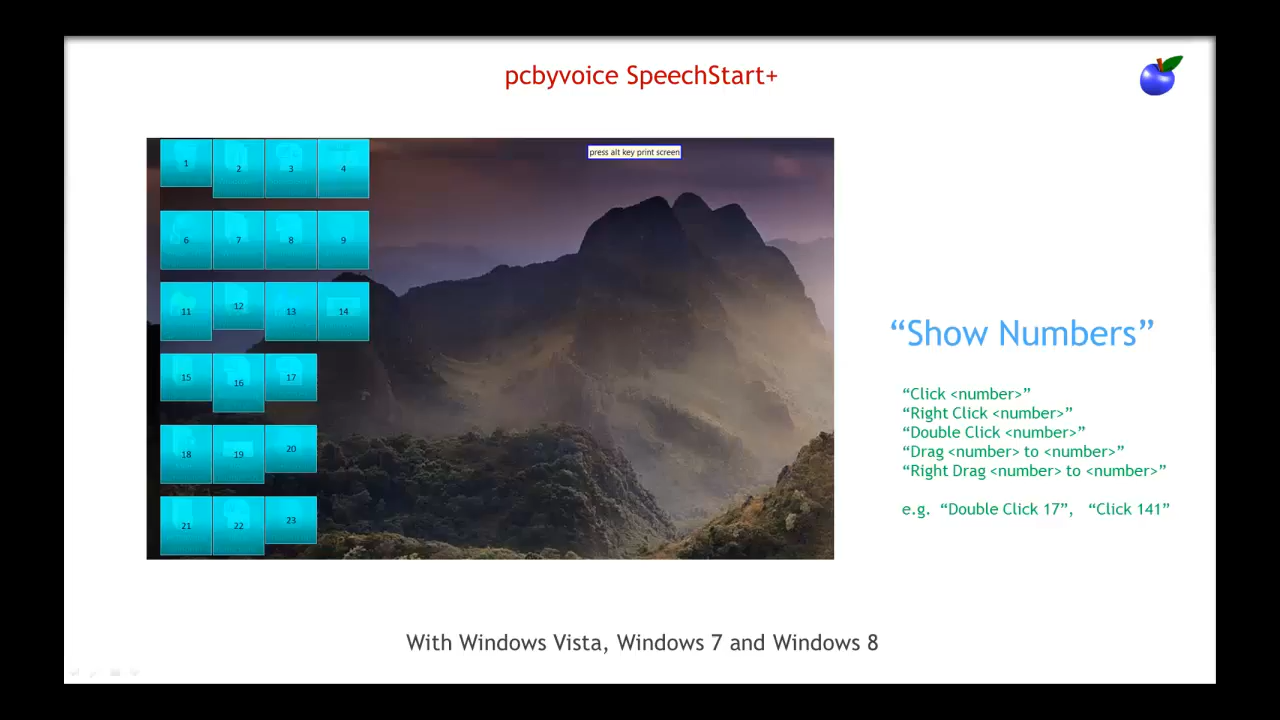 pcbyvoice SpeechStart+
press alt key print screen
1 2 3 4
6 7 8 9
11 12 13 14
15 16 17
18 19 20
21 22 23
“Show Numbers”
“Click <number>”
“Right Click <number>”
“Double Click <number>”
“Drag <number> to <number>”
“Right Drag <number> to <number>”
e.g. “Double Click 17”, “Click 141”
With Windows Vista, Windows 7 and Windows 8